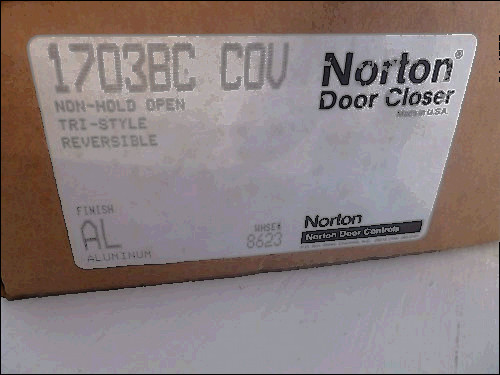 1703BC COV
NON-HOLD OPEN
TRI-STYLE
REVERSIBLE
Norton®
Door Closer
Made in U.S.A.
FINISH
AL
ALUMINUM
WHSE#
8623
Norton
Norton Door Controls